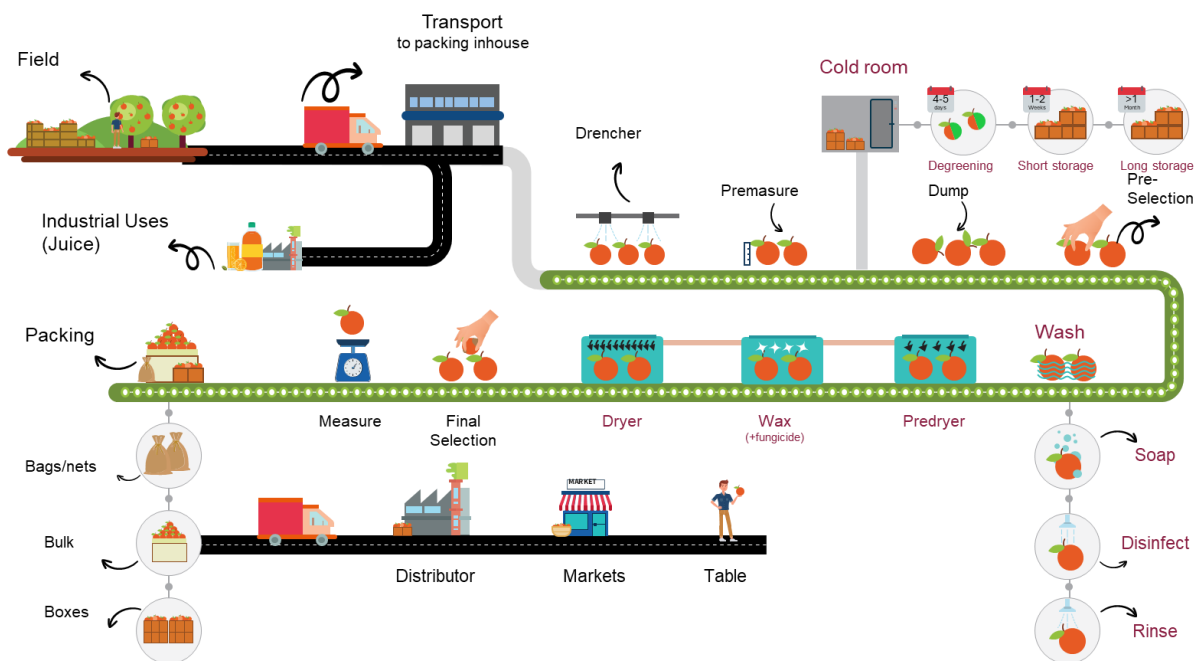 Transport
to packing inhouse
Field
Cold room
4-5
days
1-2
Weeks
>1
Month
Drencher
Degreening
Short storage
Long storage
Premasure
Dump
Pre-
Selection
Industrial Uses
(Juice)
Packing
Wash
Measure
Final
Selection
Dryer
Wax
(+fungicide)
Predryer
Bags/nets
Soap
MARKET
Bulk
Disinfect
Distributor
Markets
Table
Boxes
Rinse